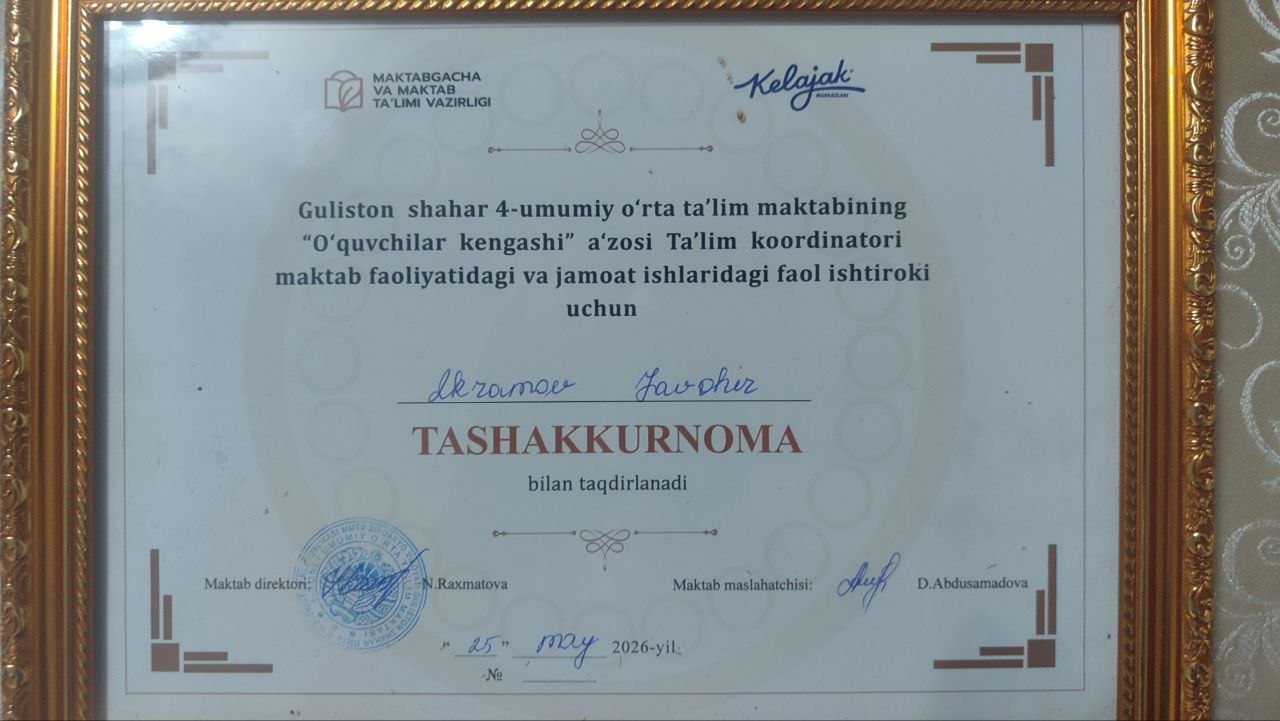 MAKTABGACHA
VA MAKTAB
TA'LIMI VAZIRLIGI
Kelajak
MARKAZLARI
Guliston shahar 4-umumiy o‘rta ta’lim maktabining
“O‘quvchilar kengashi” a‘zosi Ta’lim koordinatori
maktab faoliyatidagi va jamoat ishlaridagi faol ishtiroki
uchun
Ikramov Javohir
TASHAKKURNOMA
bilan taqdirlanadi
Maktab direktori: N.Raxmatova
Maktab maslahatchisi: D.Abdusamadova
“ 25 ” may 2026-yil
№